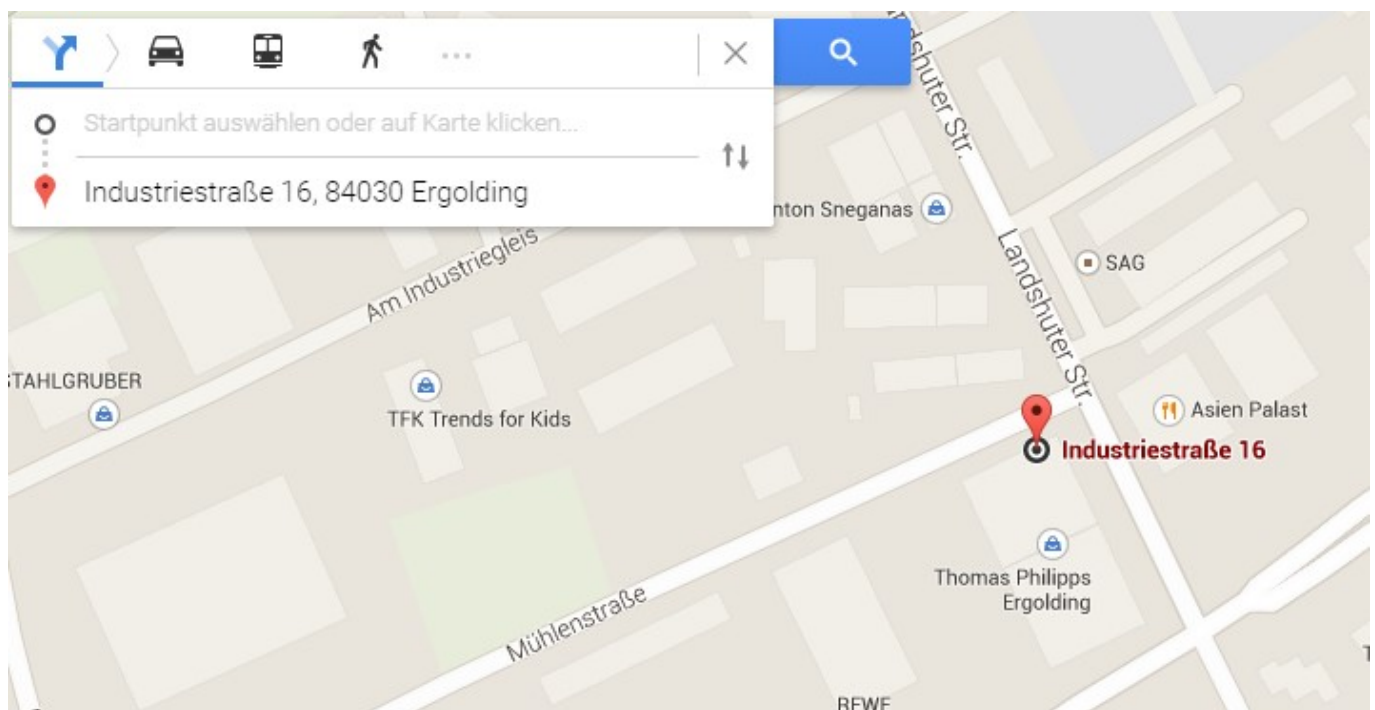 Startpunkt auswählen oder auf Karte klicken...
Industriestraße 16, 84030 Ergolding
Landshuter Str.
nton Sneganas
Am Industriegleis
Landshuter Str.
SAG
STAHLGRUBER
TFK Trends for Kids
Asien Palast
Industriestraße 16
Thomas Philipps
Ergolding
Mühlenstraße
REWE